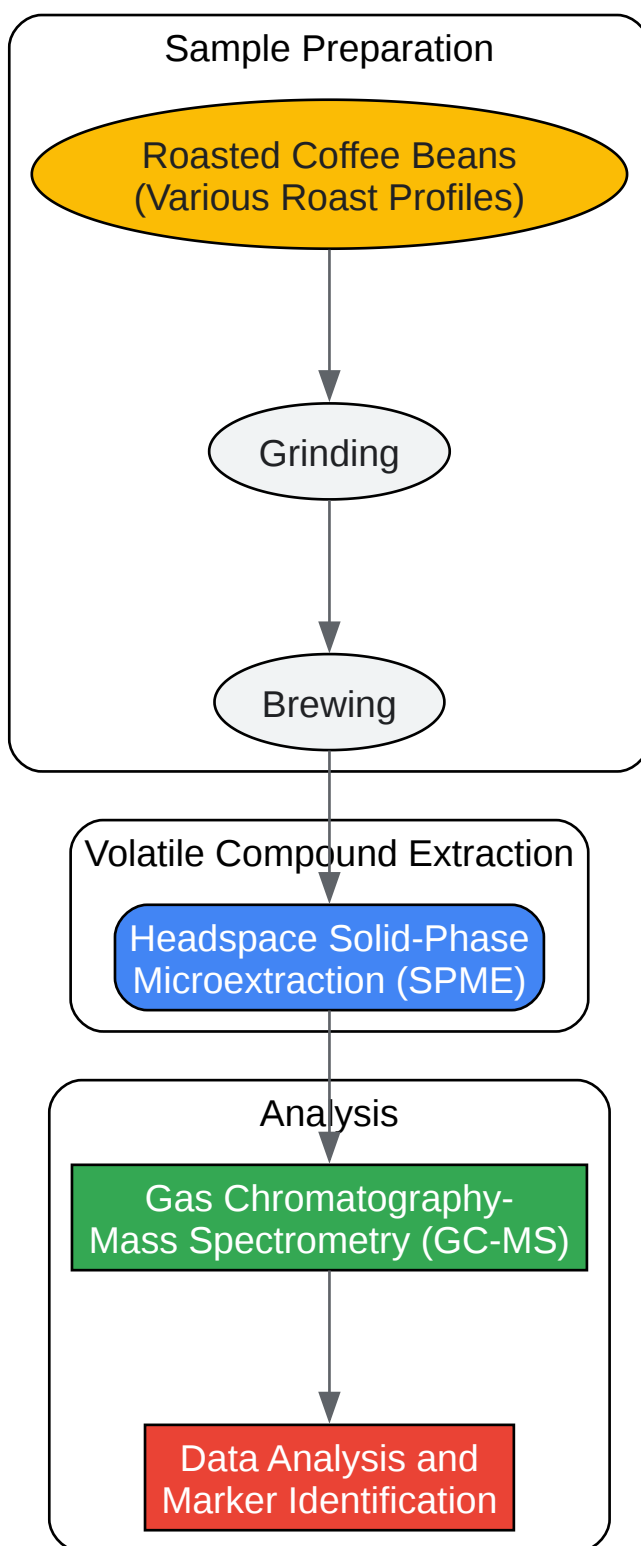 Sample Preparation
Roasted Coffee Beans
(Various Roast Profiles)
Grinding
Brewing
Volatile Compound Extraction
Headspace Solid-Phase
Microextraction (SPME)
Analysis
Gas Chromatography-
Mass Spectrometry (GC-MS)
Data Analysis and
Marker Identification